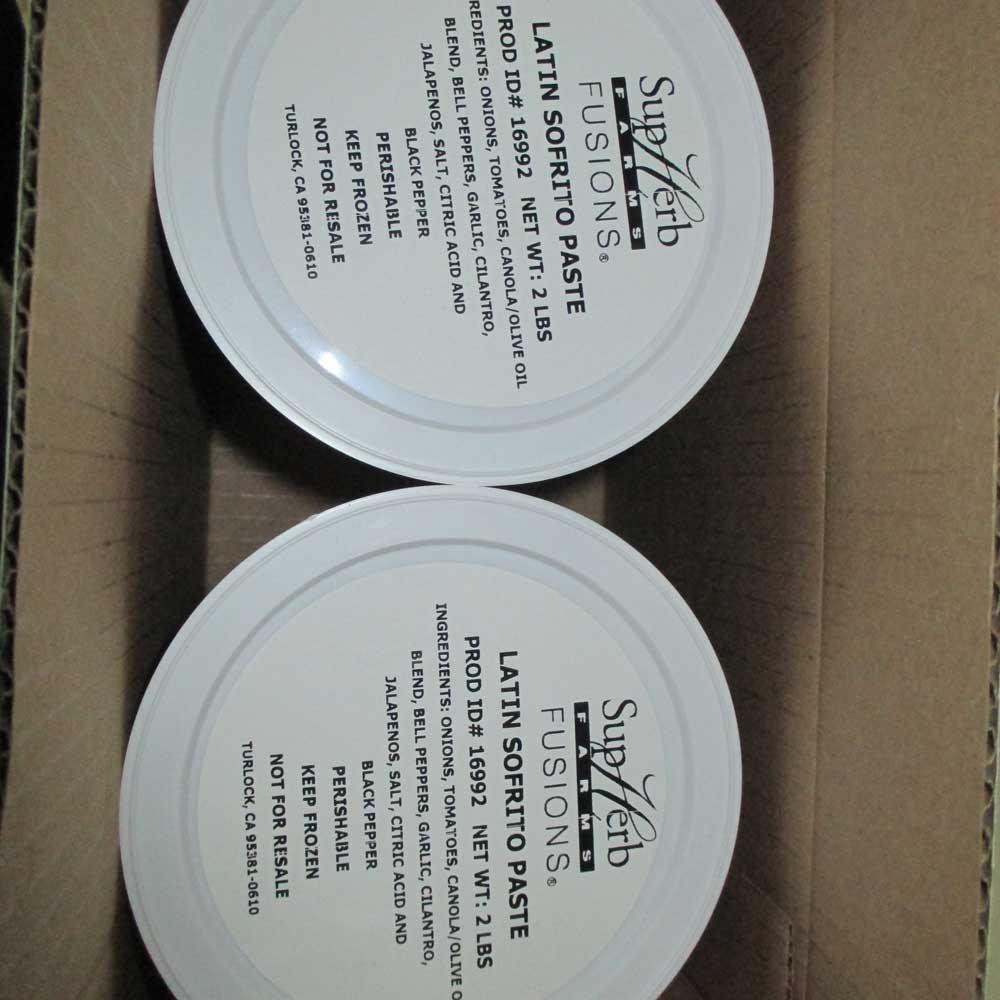 SupHerb
FARMS
FUSIONS®
LATIN SOFRITO PASTE
PROD ID# 16992 NET WT: 2 LBS
REDIENTS: ONIONS, TOMATOES, CANOLA/OLIVE OIL
BLEND, BELL PEPPERS, GARLIC, CILANTRO,
JALAPENOS, SALT, CITRIC ACID AND
BLACK PEPPER
PERISHABLE
KEEP FROZEN
NOT FOR RESALE
TURLOCK, CA 95381-0610
SupHerb
FARMS
FUSIONS®
LATIN SOFRITO PASTE
PROD ID# 16992 NET WT: 2 LBS
INGREDIENTS: ONIONS, TOMATOES, CANOLA/OLIVE O
BLEND, BELL PEPPERS, GARLIC, CILANTRO,
JALAPENOS, SALT, CITRIC ACID AND
BLACK PEPPER
PERISHABLE
KEEP FROZEN
NOT FOR RESALE
TURLOCK, CA 95381-0610